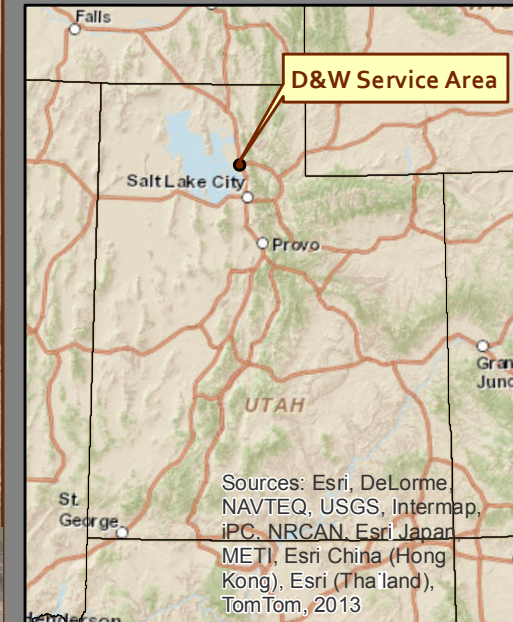 Falls
D&W Service Area
Salt Lake City
Provo
Gran
Junc
UTAH
St.
George
Sources: Esri, DeLorme,
NAVTEQ, USGS, Intermap,
iPC, NRCAN, Esri Japan,
METI, Esri China (Hong
Kong), Esri (Thailand),
TomTom, 2013
Henderson